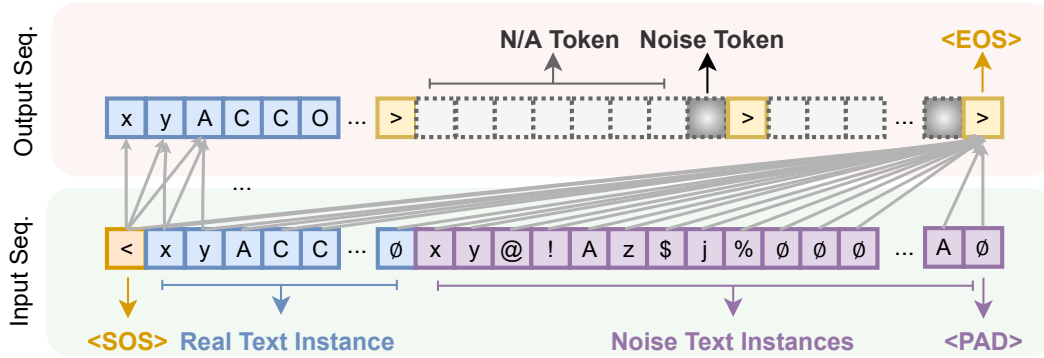 N/A Token Noise Token <EOS>
Output Seq.
x y A C C O ... > > ... >
...
Input Seq.
< x y A C C ... ∅ x y @ ! A z $ j % ∅ ∅ ∅ ... A ∅
<SOS> Real Text Instance Noise Text Instances <PAD>